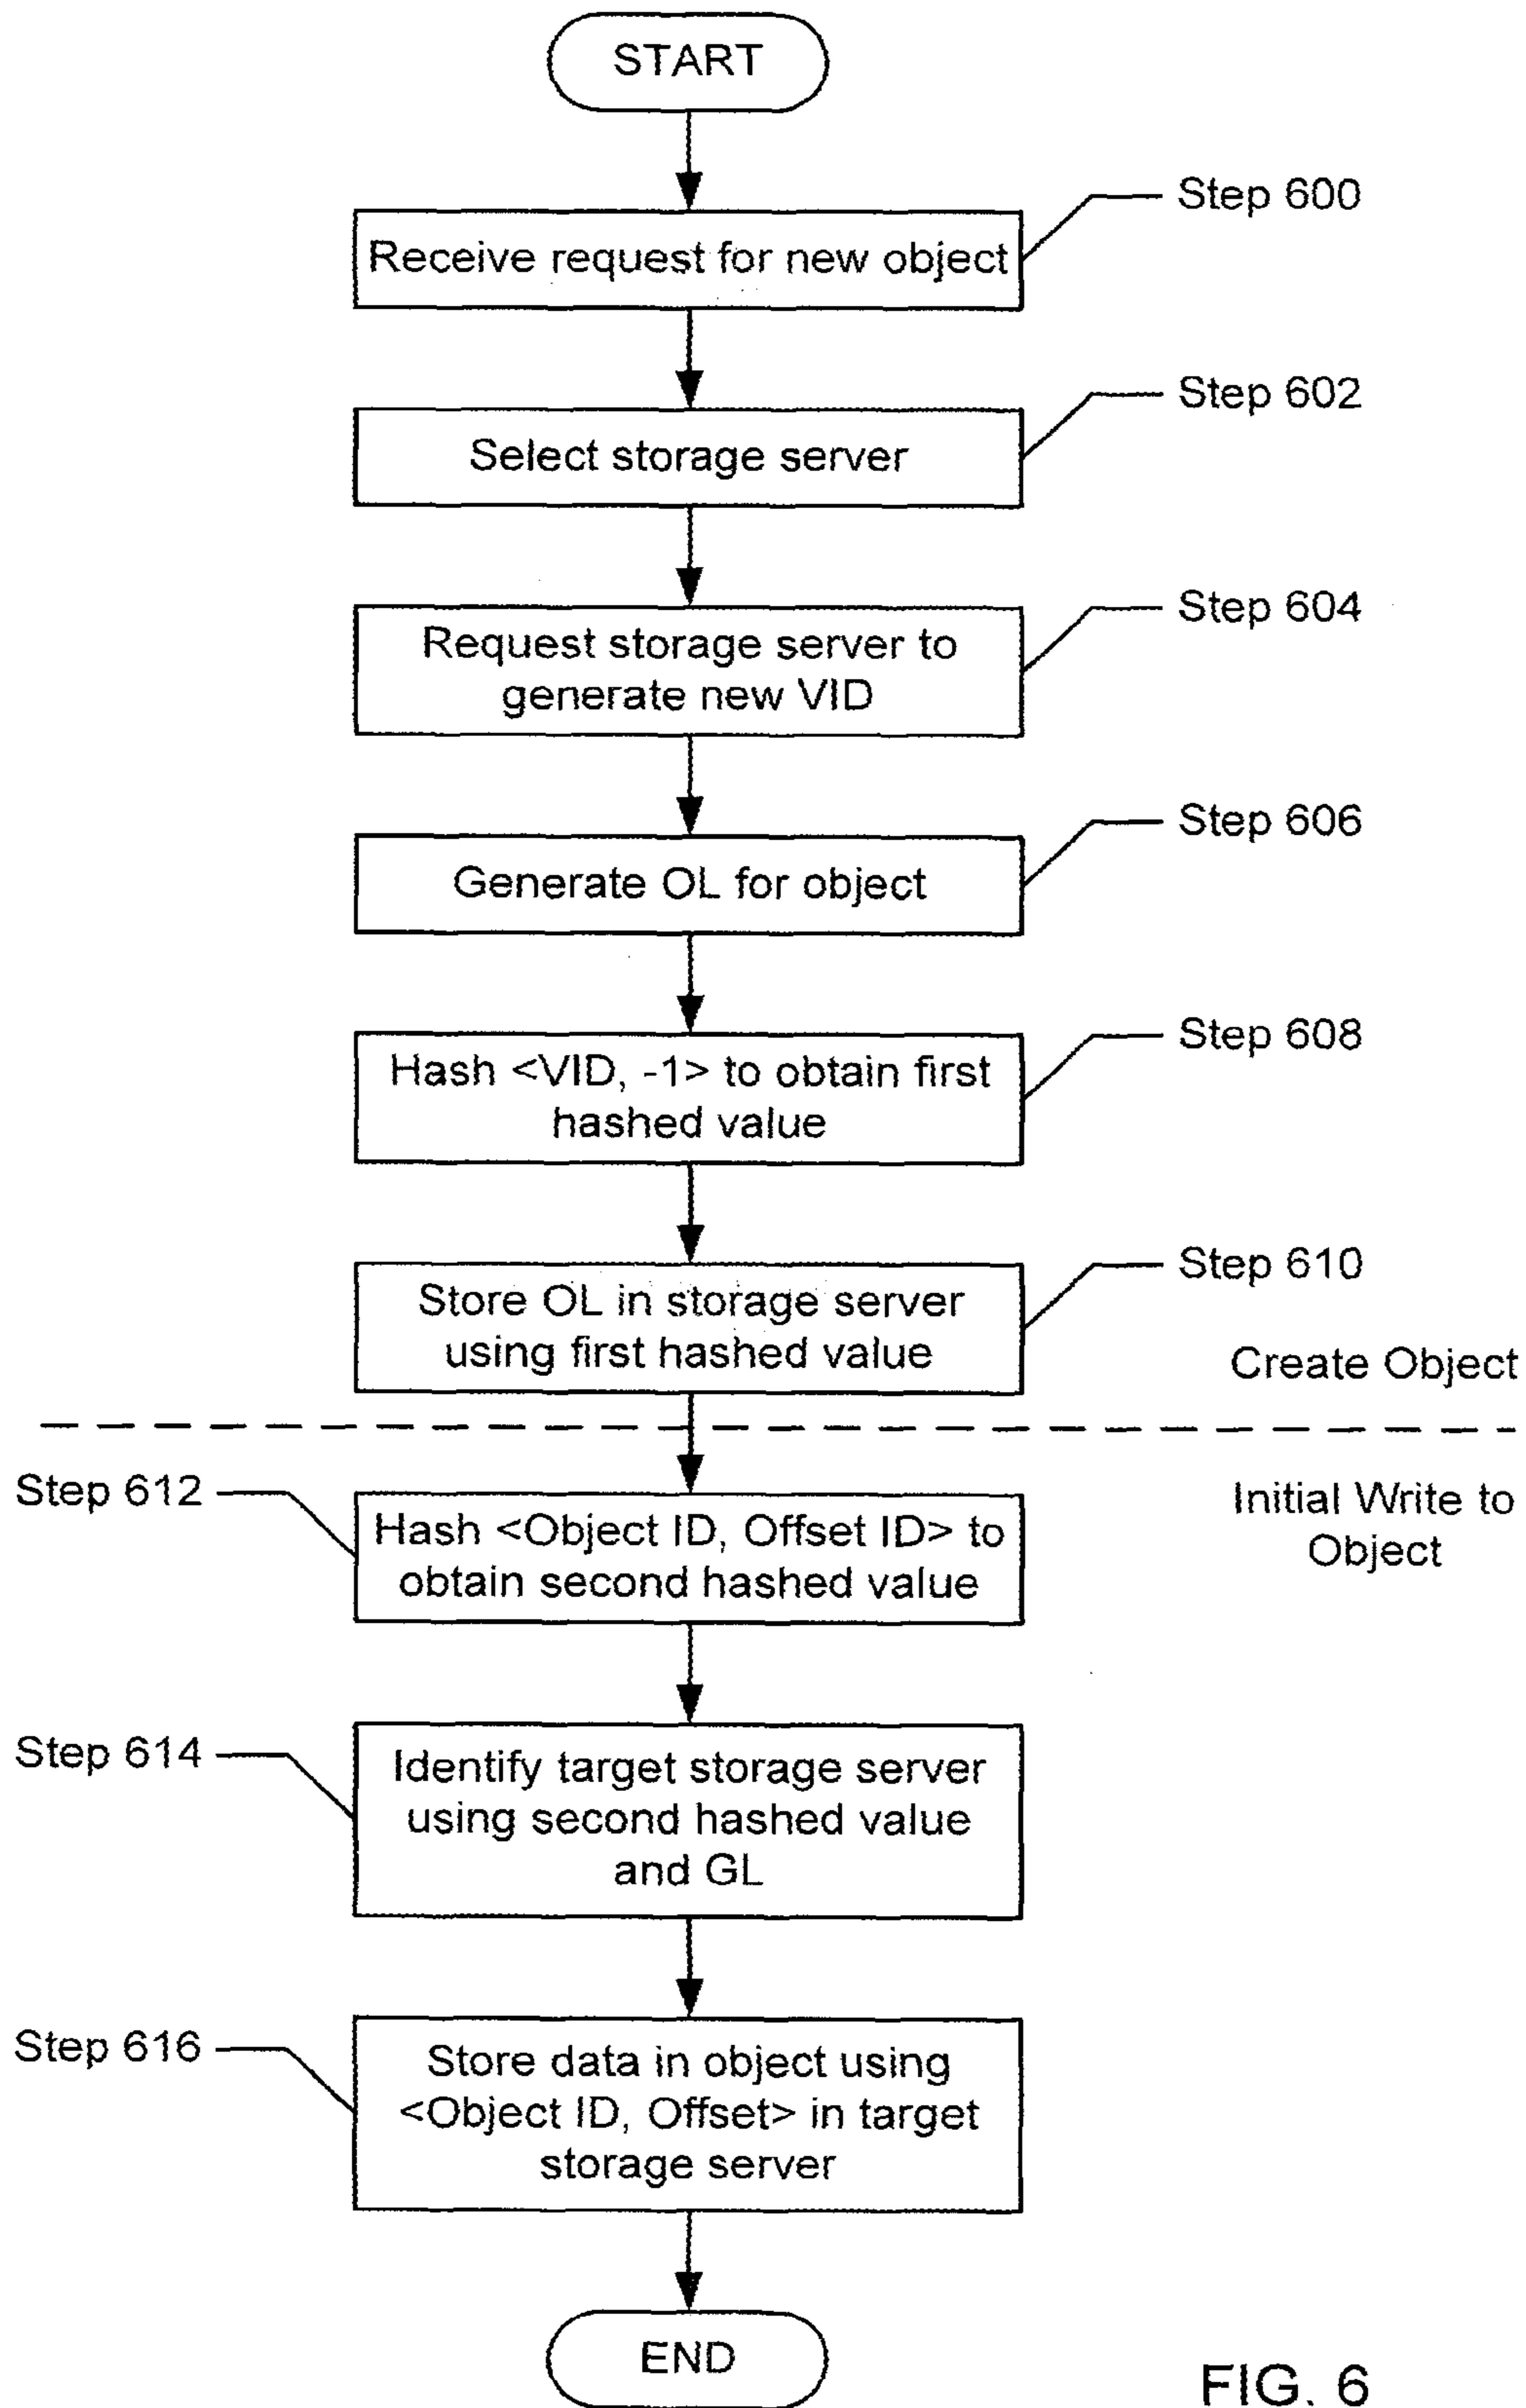 START
Step 600
Receive request for new object
Step 602
Select storage server
Step 604
Request storage server to
generate new VID
Step 606
Generate OL for object
Step 608
Hash <VID, -1> to obtain first
hashed value
Step 610
Store OL in storage server
using first hashed value
Create Object
Step 612
Initial Write to
Object
Hash <Object ID, Offset ID> to
obtain second hashed value
Step 614
Identify target storage server
using second hashed value
and GL
Step 616
Store data in object using
<Object ID, Offset> in target
storage server
END
FIG. 6